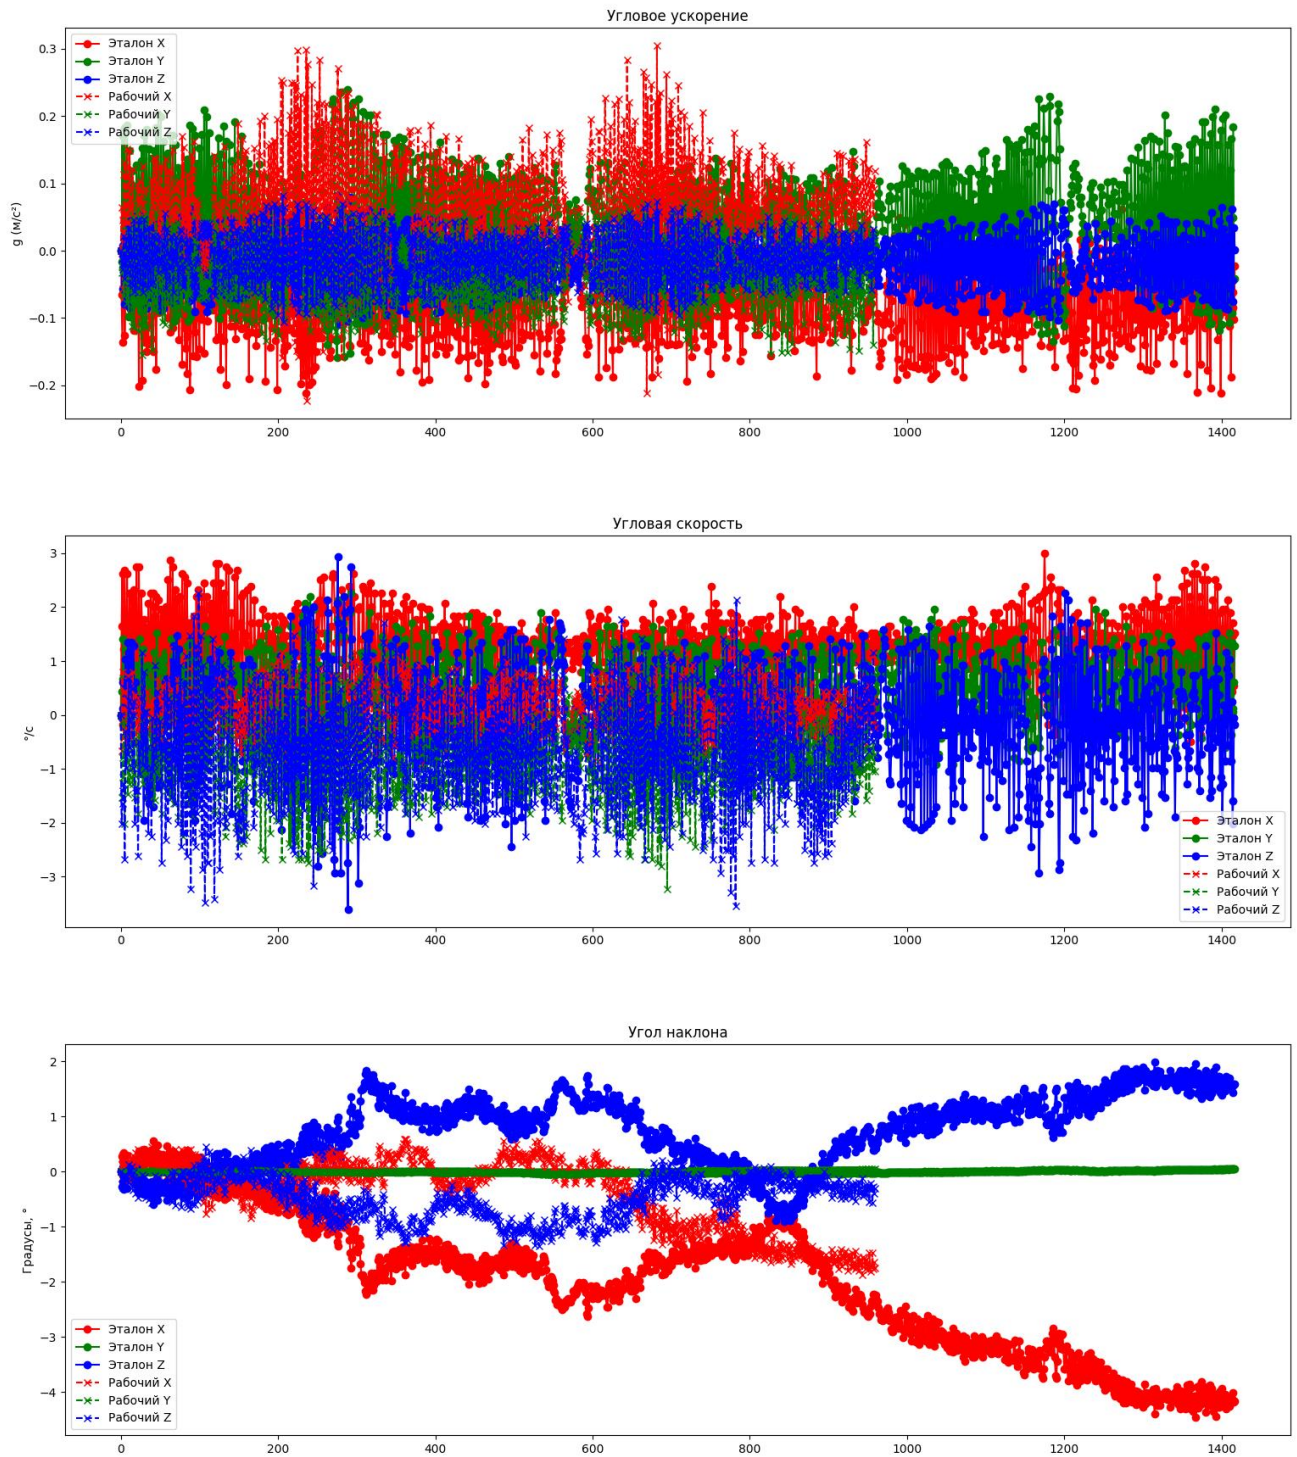 Угловое ускорение
g (м/с²)
Эталон X
Эталон Y
Эталон Z
Рабочий X
Рабочий Y
Рабочий Z
0.3
0.2
0.1
0.0
−0.1
−0.2
0 200 400 600 800 1000 1200 1400
Угловая скорость
°/с
3
2
1
0
−1
−2
−3
Эталон X
Эталон Y
Эталон Z
Рабочий X
Рабочий Y
Рабочий Z
0 200 400 600 800 1000 1200 1400
Угол наклона
Градусы, °
2
1
0
−1
−2
−3
−4
Эталон X
Эталон Y
Эталон Z
Рабочий X
Рабочий Y
Рабочий Z
0 200 400 600 800 1000 1200 1400